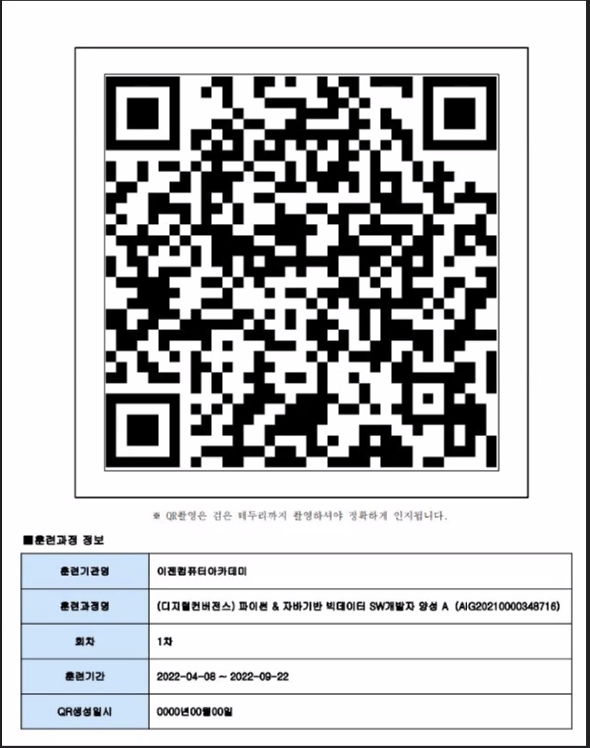 ※ QR촬영은 검은 테두리까지 촬영하셔야 정확하게 인지됩니다.
■훈련과정 정보
훈련기관명 이젠컴퓨터아카데미
훈련과정명 (디지털컨버전스) 파이썬 & 자바기반 빅데이터 SW개발자 양성 A (AIG20210000348716)
회차 1차
훈련기간 2022-04-08 ~ 2022-09-22
QR생성일시 0000년00월00일